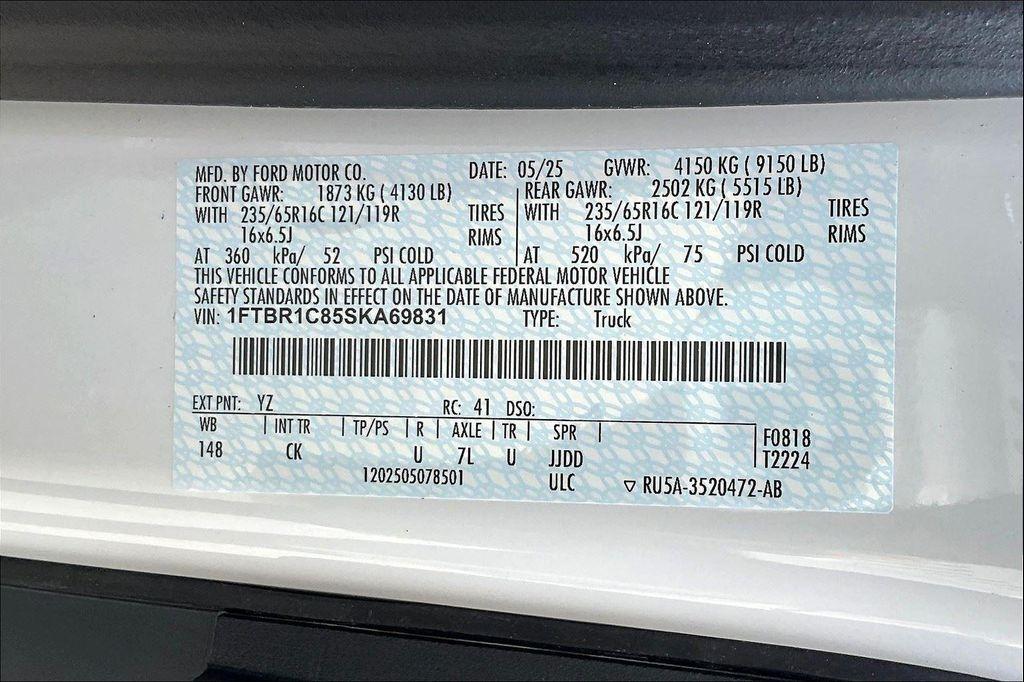 MFD. BY FORD MOTOR CO. DATE: 05/25 GVWR: 4150 KG ( 9150 LB)
FRONT GAWR: 1873 KG ( 4130 LB) REAR GAWR: 2502 KG ( 5515 LB)
WITH 235/65R16C 121/119R TIRES WITH 235/65R16C 121/119R TIRES
16x6.5J RIMS 16x6.5J RIMS
AT 360 kPa/ 52 PSI COLD AT 520 kPa/ 75 PSI COLD
THIS VEHICLE CONFORMS TO ALL APPLICABLE FEDERAL MOTOR VEHICLE
SAFETY STANDARDS IN EFFECT ON THE DATE OF MANUFACTURE SHOWN ABOVE.
VIN: 1FTBR1C85SKA69831 TYPE: Truck
EXT PNT: YZ RC: 41 DSO:
WB INT TR TP/PS R AXLE TR SPR F0818
148 CK U 7L U JJDD T2224
1202505078501 ULC ▽ RU5A-3520472-AB